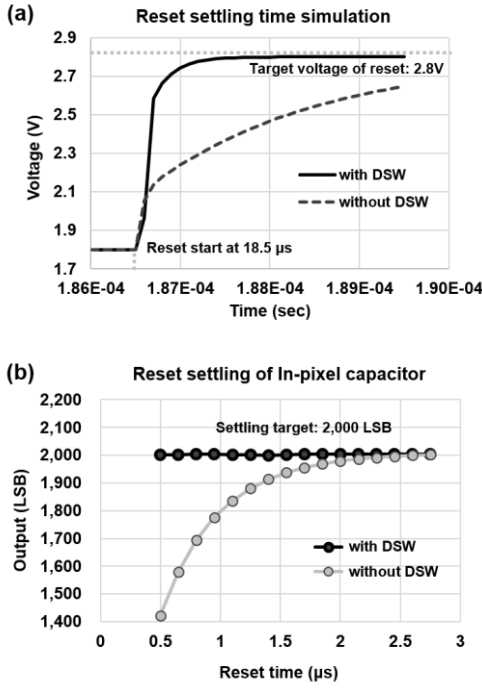 (a)
Reset settling time simulation
2.9
2.7
2.5
2.3
2.1
1.9
1.7
Voltage (V)
Target voltage of reset: 2.8V
with DSW
without DSW
Reset start at 18.5 μs
1.86E-04
1.87E-04
1.88E-04
1.89E-04
1.90E-04
Time (sec)
(b)
Reset settling of In-pixel capacitor
2,200
2,100
2,000
1,900
1,800
1,700
1,600
1,500
1,400
Output (LSB)
Settling target: 2,000 LSB
with DSW
without DSW
0
0.5
1
1.5
2
2.5
3
Reset time (μs)